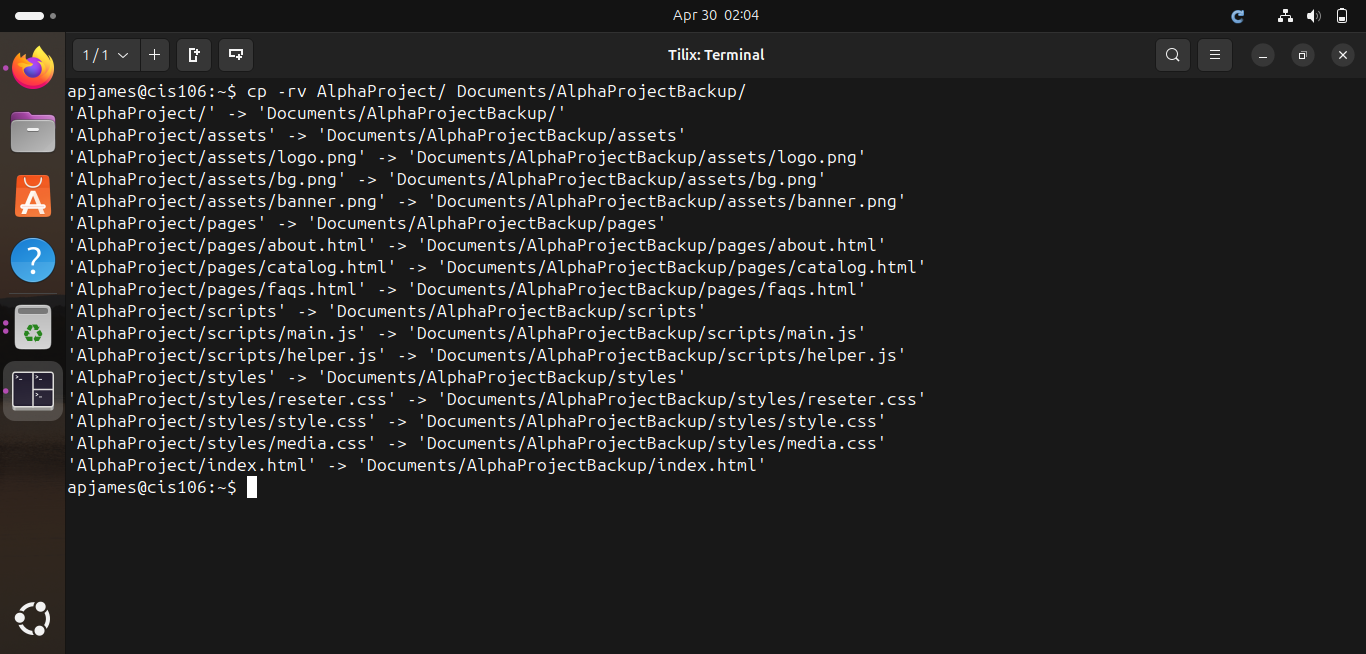 Apr 30 02:04
1 / 1
Tilix: Terminal
apjames@cis106:~$ cp -rv AlphaProject/ Documents/AlphaProjectBackup/
'AlphaProject/' -> 'Documents/AlphaProjectBackup/'
'AlphaProject/assets' -> 'Documents/AlphaProjectBackup/assets'
'AlphaProject/assets/logo.png' -> 'Documents/AlphaProjectBackup/assets/logo.png'
'AlphaProject/assets/bg.png' -> 'Documents/AlphaProjectBackup/assets/bg.png'
'AlphaProject/assets/banner.png' -> 'Documents/AlphaProjectBackup/assets/banner.png'
'AlphaProject/pages' -> 'Documents/AlphaProjectBackup/pages'
'AlphaProject/pages/about.html' -> 'Documents/AlphaProjectBackup/pages/about.html'
'AlphaProject/pages/catalog.html' -> 'Documents/AlphaProjectBackup/pages/catalog.html'
'AlphaProject/pages/faqs.html' -> 'Documents/AlphaProjectBackup/pages/faqs.html'
'AlphaProject/scripts' -> 'Documents/AlphaProjectBackup/scripts'
'AlphaProject/scripts/main.js' -> 'Documents/AlphaProjectBackup/scripts/main.js'
'AlphaProject/scripts/helper.js' -> 'Documents/AlphaProjectBackup/scripts/helper.js'
'AlphaProject/styles' -> 'Documents/AlphaProjectBackup/styles'
'AlphaProject/styles/reseter.css' -> 'Documents/AlphaProjectBackup/styles/reseter.css'
'AlphaProject/styles/style.css' -> 'Documents/AlphaProjectBackup/styles/style.css'
'AlphaProject/styles/media.css' -> 'Documents/AlphaProjectBackup/styles/media.css'
'AlphaProject/index.html' -> 'Documents/AlphaProjectBackup/index.html'
apjames@cis106:~$